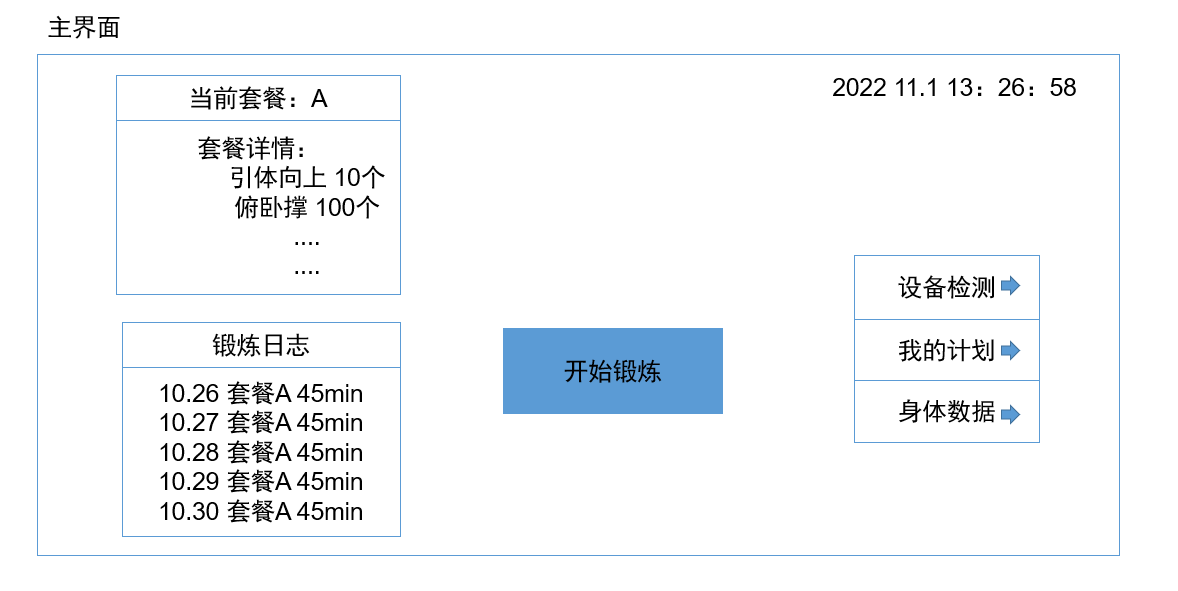 主界面
当前套餐：A
套餐详情：
引体向上 10个
俯卧撑 100个
....
....
锻炼日志
10.26 套餐A 45min
10.27 套餐A 45min
10.28 套餐A 45min
10.29 套餐A 45min
10.30 套餐A 45min
开始锻炼
2022 11.1 13：26：58
设备检测
我的计划
身体数据